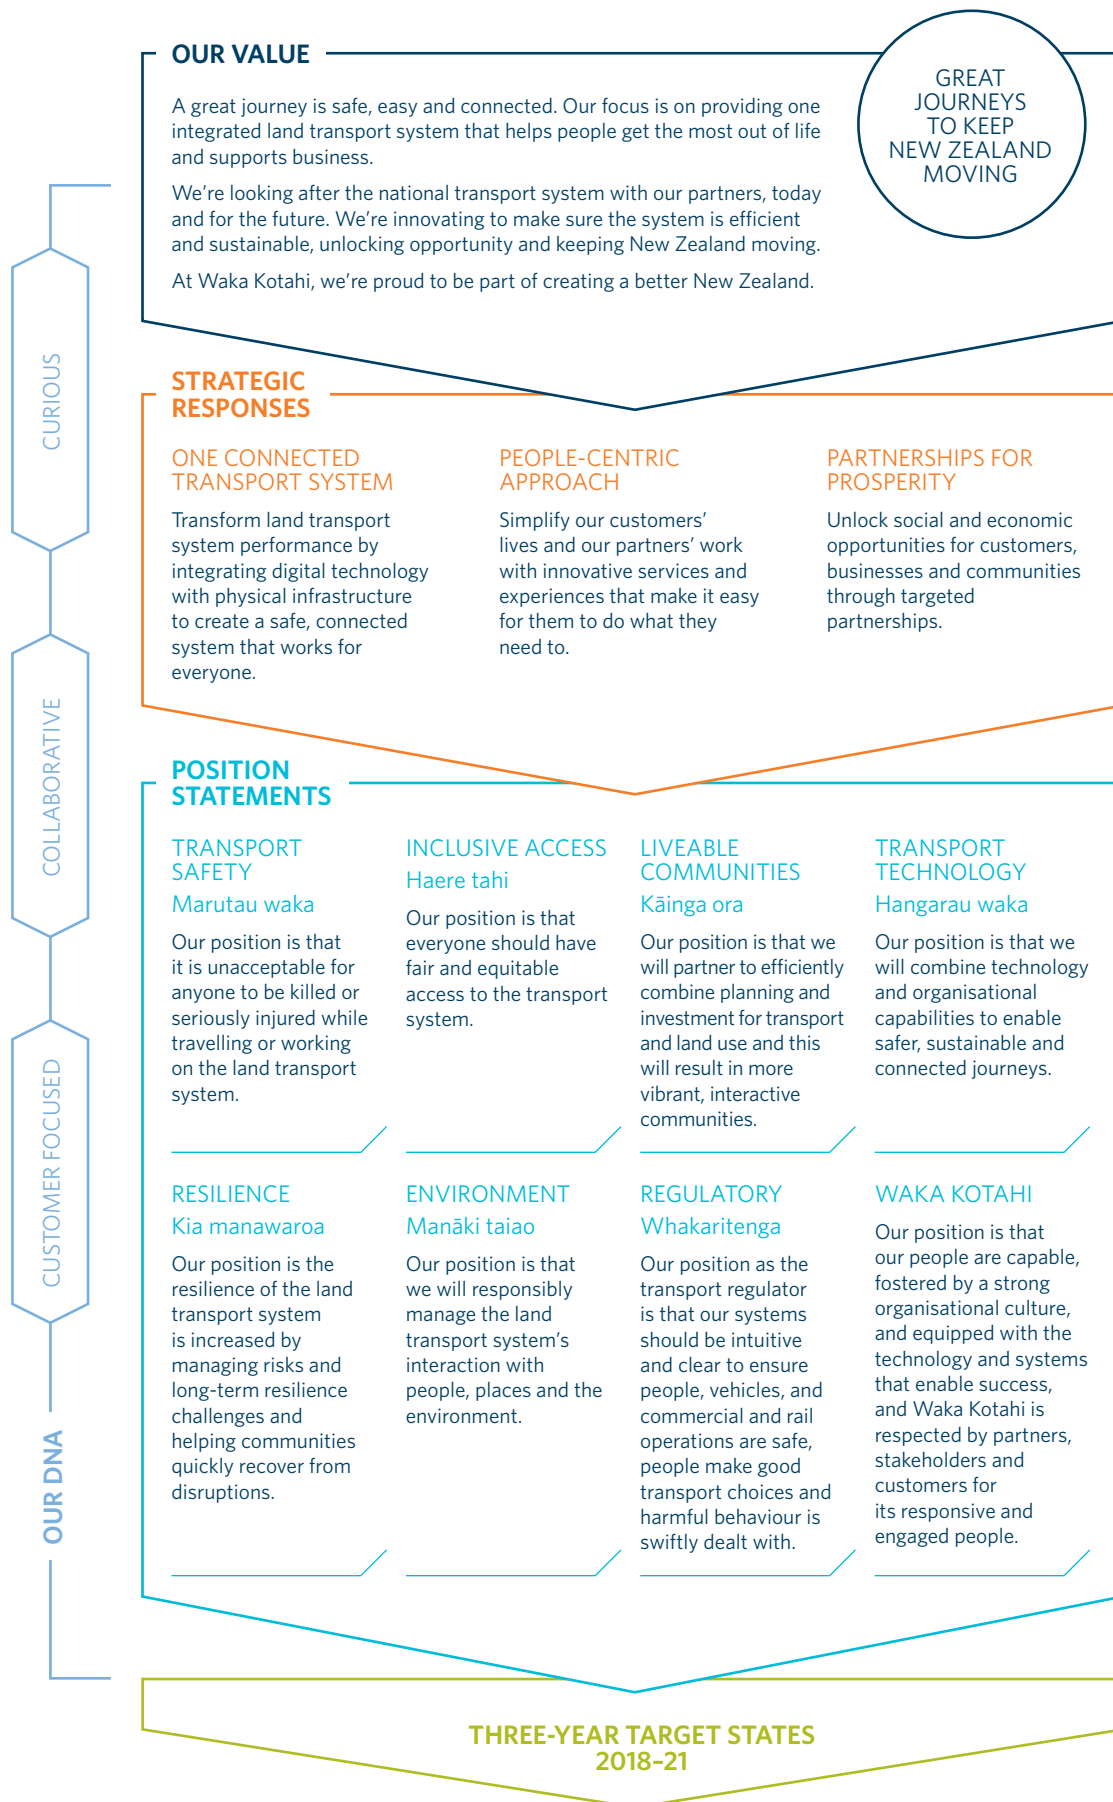 OUR VALUE
A great journey is safe, easy and connected. Our focus is on providing one
integrated land transport system that helps people get the most out of life
and supports business.
We're looking after the national transport system with our partners, today
and for the future. We're innovating to make sure the system is efficient
and sustainable, unlocking opportunity and keeping New Zealand moving.
At Waka Kotahi, we're proud to be part of creating a better New Zealand.
GREAT
JOURNEYS
TO KEEP
NEW ZEALAND
MOVING
STRATEGIC
RESPONSES
ONE CONNECTED
TRANSPORT SYSTEM
Transform land transport
system performance by
integrating digital technology
with physical infrastructure
to create a safe, connected
system that works for
everyone.
PEOPLE-CENTRIC
APPROACH
Simplify our customers'
lives and our partners' work
with innovative services and
experiences that make it easy
for them to do what they
need to.
PARTNERSHIPS FOR
PROSPERITY
Unlock social and economic
opportunities for customers,
businesses and communities
through targeted
partnerships.
POSITION
STATEMENTS
TRANSPORT
SAFETY
Marutau waka
Our position is that
it is unacceptable for
anyone to be killed or
seriously injured while
travelling or working
on the land transport
system.
INCLUSIVE ACCESS
Haere tahi
Our position is that
everyone should have
fair and equitable
access to the transport
system.
LIVEABLE
COMMUNITIES
Kāinga ora
Our position is that we
will partner to efficiently
combine planning and
investment for transport
and land use and this
will result in more
vibrant, interactive
communities.
TRANSPORT
TECHNOLOGY
Hangarau waka
Our position is that we
will combine technology
and organisational
capabilities to enable
safer, sustainable and
connected journeys.
RESILIENCE
Kia manawaroa
Our position is the
resilience of the land
transport system
is increased by
managing risks and
long-term resilience
challenges and
helping communities
quickly recover from
disruptions.
ENVIRONMENT
Manāki taiao
Our position is that
we will responsibly
manage the land
transport system's
interaction with
people, places and the
environment.
REGULATORY
Whakaritenga
Our position as the
transport regulator
is that our systems
should be intuitive
and clear to ensure
people, vehicles, and
commercial and rail
operations are safe,
people make good
transport choices and
harmful behaviour is
swiftly dealt with.
WAKA KOTAHI
Our position is that
our people are capable,
fostered by a strong
organisational culture,
and equipped with the
technology and systems
that enable success,
and Waka Kotahi is
respected by partners,
stakeholders and
customers for
its responsive and
engaged people.
THREE-YEAR TARGET STATES
2018–21
OUR DNA
CUSTOMER FOCUSED
COLLABORATIVE
CURIOUS